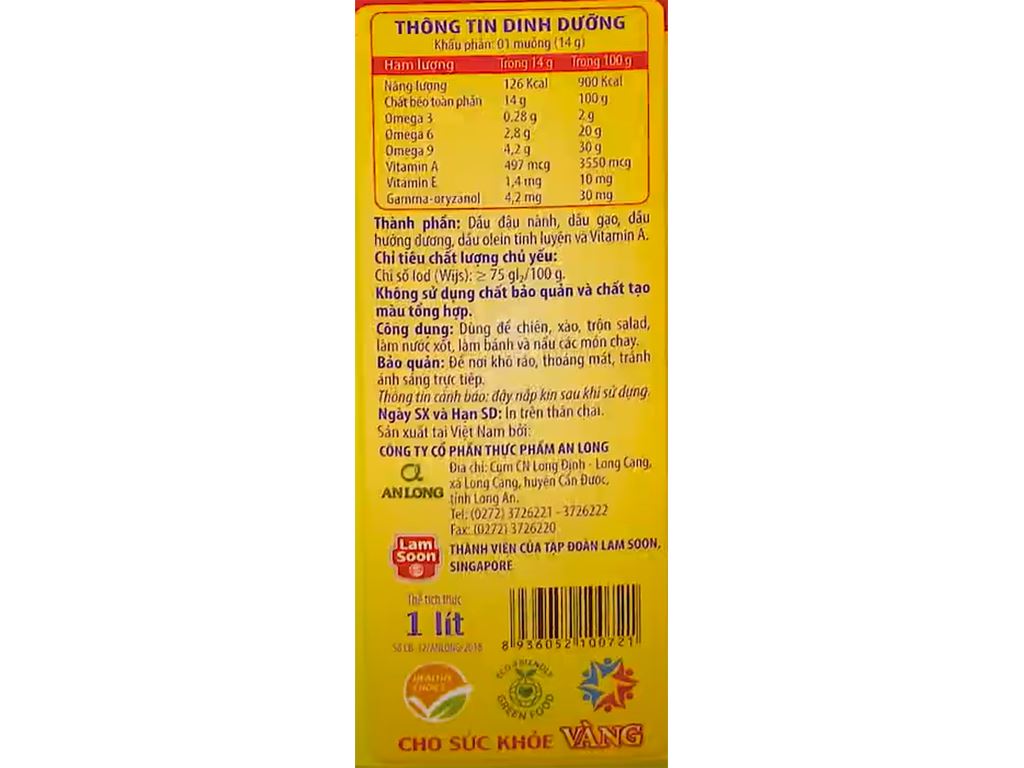 THÔNG TIN DINH DƯỠNG
Khẩu phần: 01 muỗng (14 g)
Hàm lượng Trong 14 g Trong 100 g
Năng lượng 126 Kcal 900 Kcal
Chất béo toàn phần 14 g 100 g
Omega 3 0,28 g 2 g
Omega 6 2,8 g 20 g
Omega 9 4,2 g 30 g
Vitamin A 497 mcg 3550 mcg
Vitamin E 1,4 mg 10 mg
Gamma-oryzanol 4,2 mg 30 mg
Thành phần: Dầu đậu nành, dầu gạo, dầu
hướng dương, dầu olein tinh luyện và Vitamin A.
Chỉ tiêu chất lượng chủ yếu:
Chỉ số Iod (Wijs): ≥ 75 gI₂/100 g.
Không sử dụng chất bảo quản và chất tạo
màu tổng hợp.
Công dụng: Dùng để chiên, xào, trộn salad,
làm nước xốt, làm bánh và nấu các món chay.
Bảo quản: Để nơi khô ráo, thoáng mát, tránh
ánh sáng trực tiếp.
Thông tin cảnh báo: đậy nắp kín sau khi sử dụng.
Ngày SX và Hạn SD: In trên thân chai.
Sản xuất tại Việt Nam bởi:
CÔNG TY CỔ PHẦN THỰC PHẨM AN LONG
Địa chỉ: Cụm CN Long Định - Long Cang,
xã Long Cang, huyện Cần Đước,
tỉnh Long An.
AN LONG
Tel: (0272) 3726221 - 3726222
Fax: (0272) 3726220
Lam Soon
THÀNH VIÊN CỦA TẬP ĐOÀN LAM SOON,
SINGAPORE
Thể tích thực
1 lít
Số CB: 12/ANLONG/2018
8 936052 100721
HEALTHY CHOICE
ECO-FRIENDLY
GREEN FOOD
CHO SỨC KHỎE VÀNG